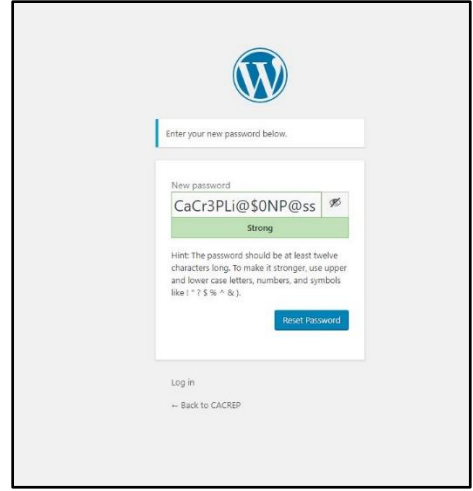 Enter your new password below.
New password
CaCr3PLi@$0NP@ss
Strong
Hint: The password should be at least twelve
characters long. To make it stronger, use upper
and lower case letters, numbers, and symbols
like ! " ? $ % ^ & ).
Reset Password
Log in
← Back to CACREP